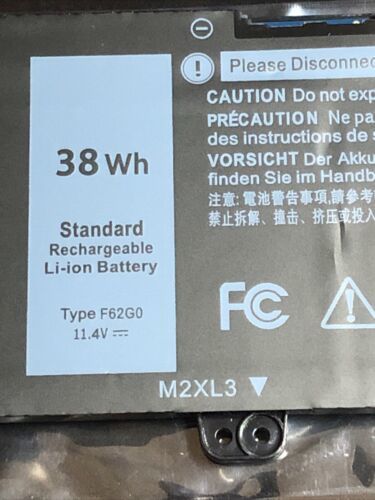 Please Disconnec
38 Wh
Standard
Rechargeable
Li-ion Battery
Type F62G0
11.4V ⎓
CAUTION Do not exp
PRÉCAUTION Ne pa
des instructions de s
VORSICHT Der Akku
finden Sie im Handb
注意: 電池警告事項,請參考
禁止拆解、撞击、挤压或投入
FC
M2XL3 ▼